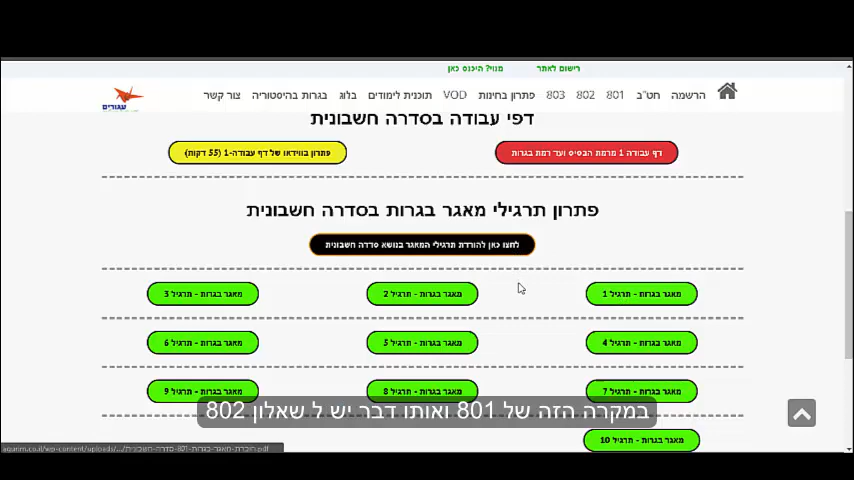 רישום לאתר מנוי? היכנס כאן
הרשמה חט"ב 801 802 803 פתרון בחינות VOD תוכנית לימודים בלוג בגרות בהיסטוריה צור קשר
עגורים
דפי עבודה בסדרה חשבונית
דף עבודה 1 מרמת הבסיס ועד רמת בגרות
פתרון בווידאו של דף עבודה-1 (55 דקות)
פתרון תרגילי מאגר בגרות בסדרה חשבונית
לחצו כאן להורדת תרגילי המאגר בנושא סדרה חשבונית
מאגר בגרות - תרגיל 1
מאגר בגרות - תרגיל 2
מאגר בגרות - תרגיל 3
מאגר בגרות - תרגיל 4
מאגר בגרות - תרגיל 5
מאגר בגרות - תרגיל 6
מאגר בגרות - תרגיל 7
מאגר בגרות - תרגיל 8
מאגר בגרות - תרגיל 9
במקרה הזה של 801 ואותו דבר יש ל שאלון 802
מאגר בגרות - תרגיל 10